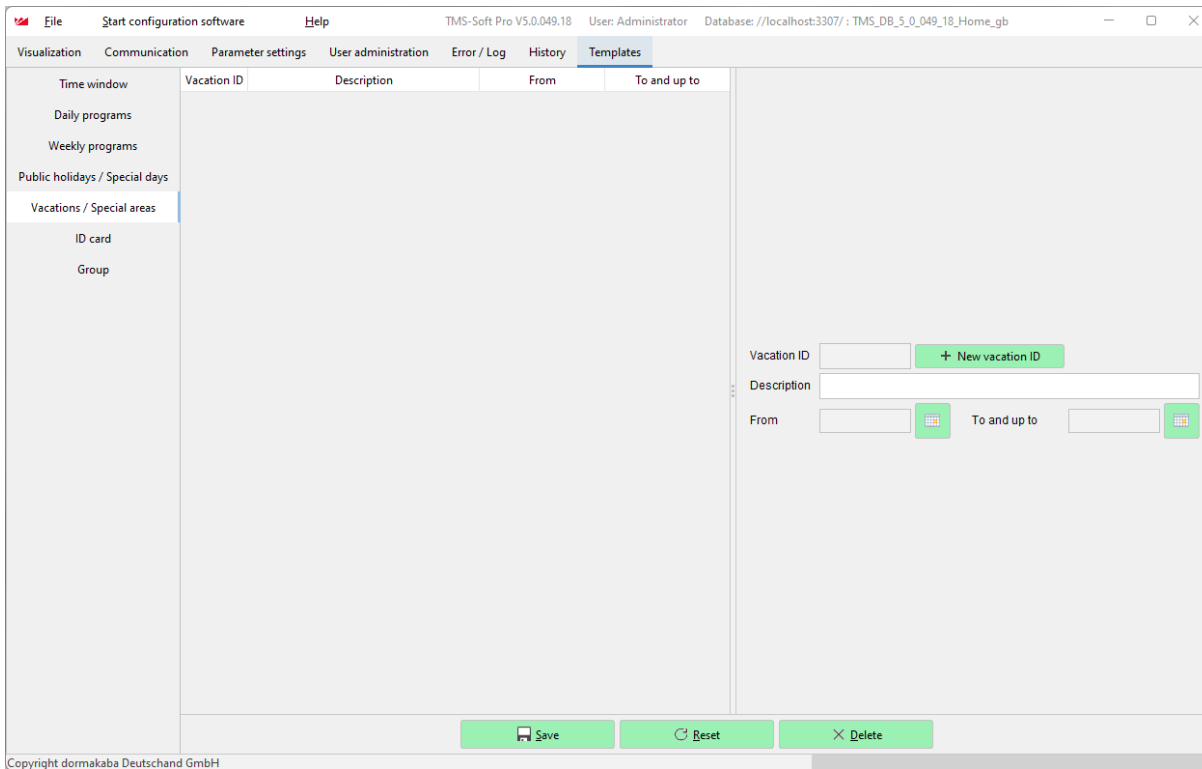 File Start configuration software Help TMS-Soft Pro V5.0.049.18 User: Administrator Database: //localhost:3307/ : TMS_DB_5_0_049_18_Home_gb
Visualization Communication Parameter settings User administration Error / Log History Templates
Time window
Daily programs
Weekly programs
Public holidays / Special days
Vacations / Special areas
ID card
Group
Vacation ID Description From To and up to
Vacation ID + New vacation ID
Description
From To and up to
Save Reset Delete
Copyright dormakaba Deutschand GmbH